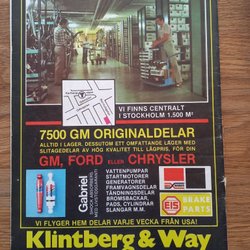 VI FINNS CENTRALT
I STOCKHOLM 1.500 M²
7500 GM ORIGINALDELAR
ALLTID I LAGER, DESSUTOM ETT OMFATTANDE LAGER MED
SLITAGEDELAR AV HÖG KVALITET TILL LÅGPRIS, FÖR DIN
GM, FORD ELLER CHRYSLER
Gabriel
VATTENPUMPAR
STARTMOTORER
GENERATORER
FRAMVAGNSDELAR
TÄNDNINGSDELAR
BROMSBACKAR,
PADS, CYLINDRAR
SLANGAR M.M.
EIS
BRAKE
PARTS
VI FLYGER HEM DELAR VARJE VECKA FRÅN USA!
Klintberg & Way